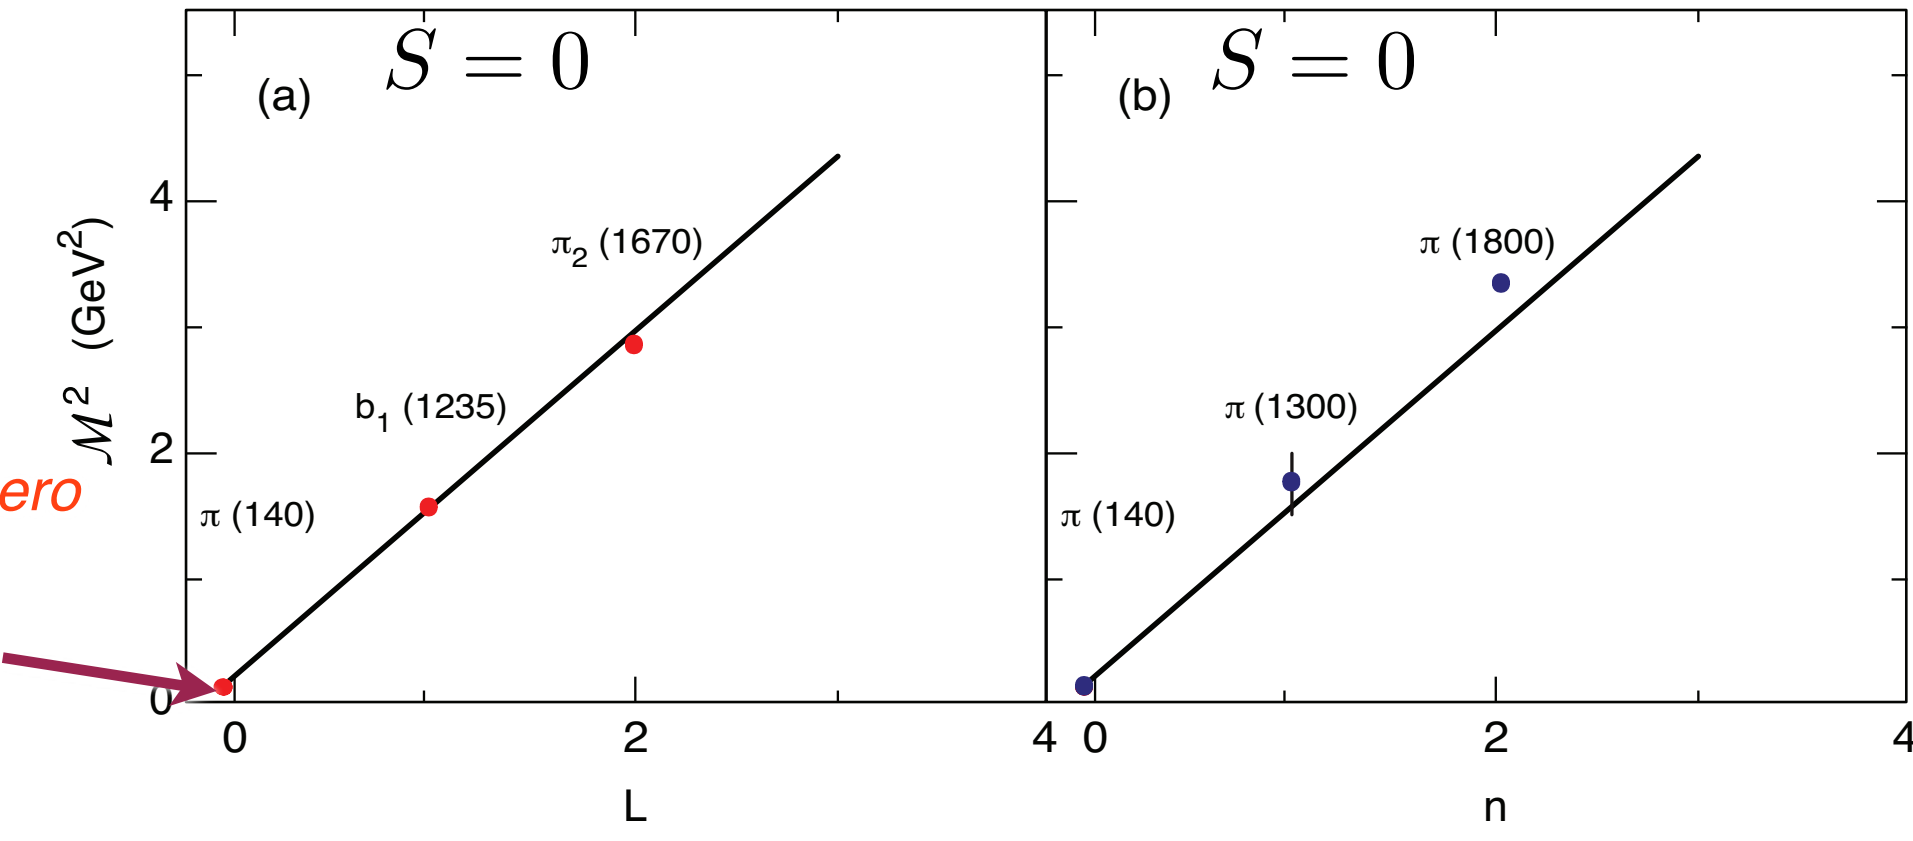 (a) S = 0
(b) S = 0
4
π₂ (1670)
π (1800)
ℳ² (GeV²)
b₁ (1235)
π (1300)
2
ero
π (140)
π (140)
0
0 2 4 0 2 4
L n